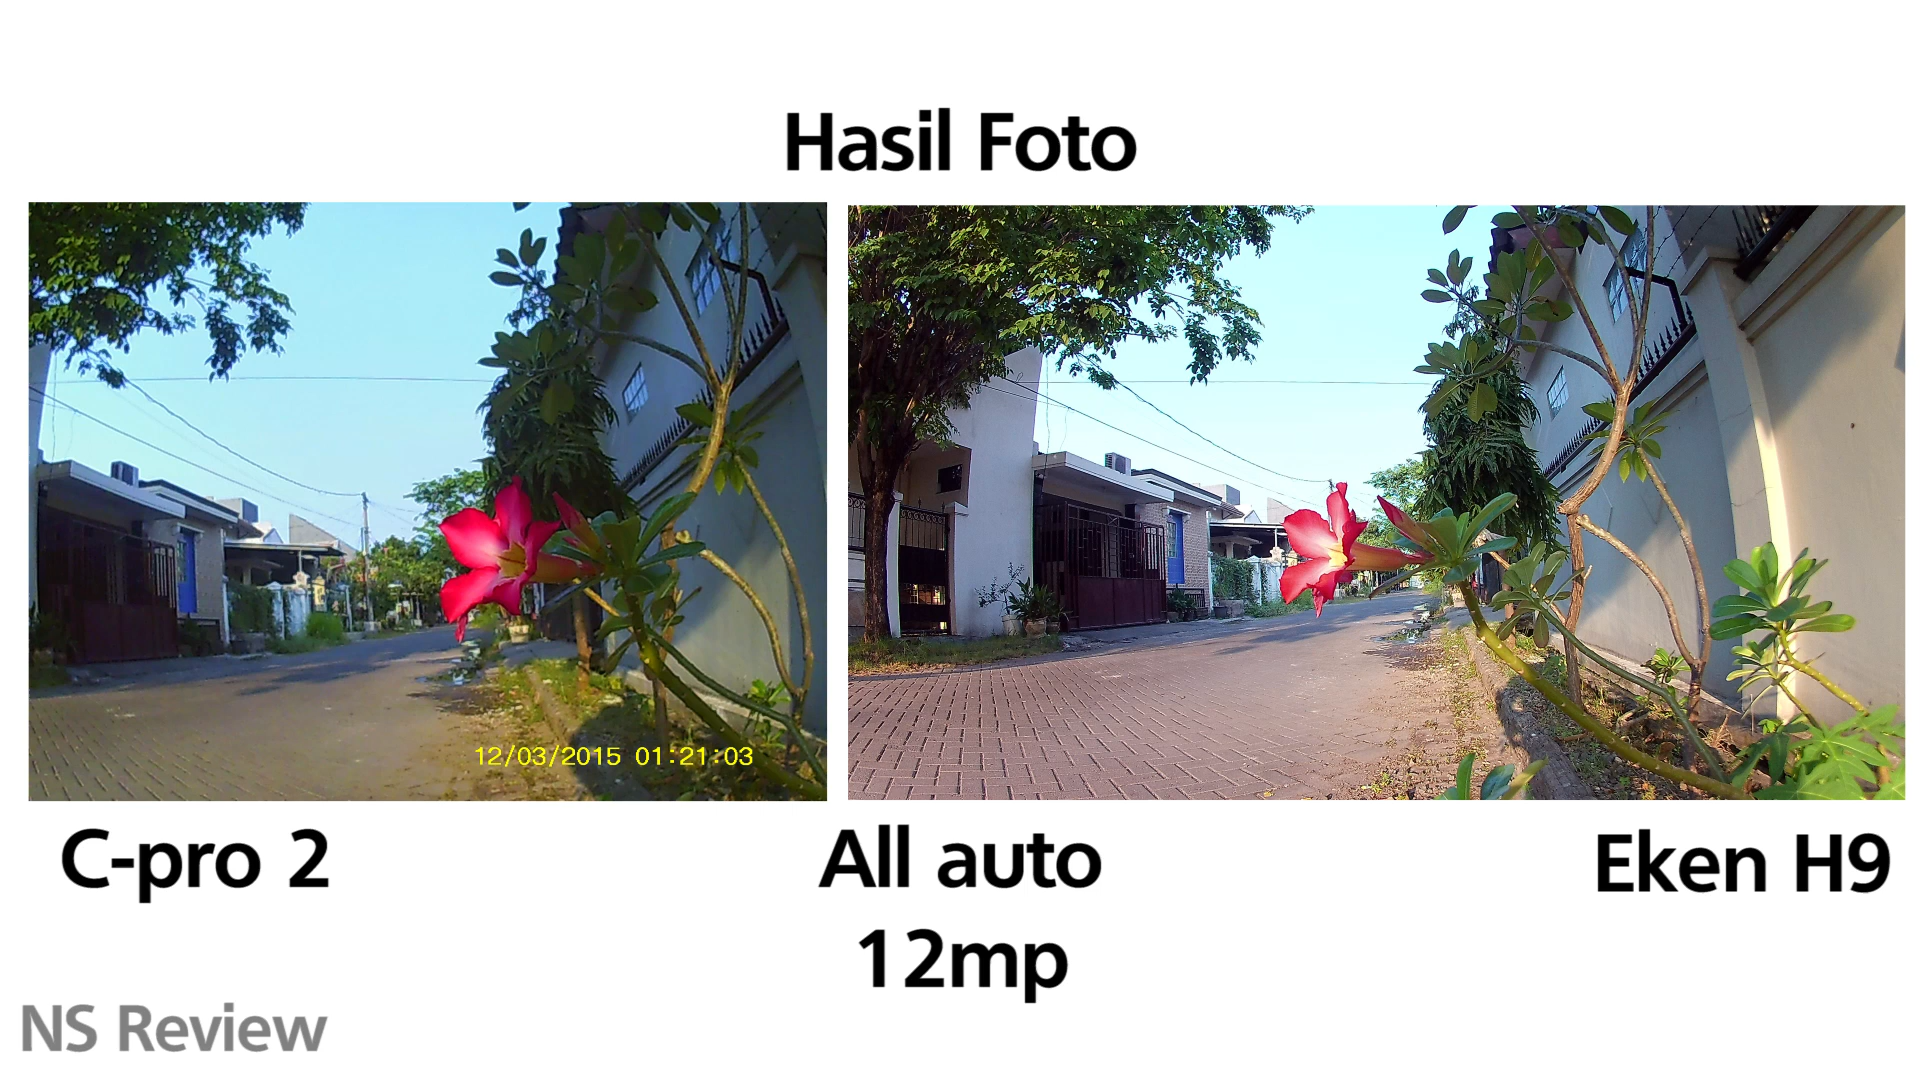 Hasil Foto
12/03/2015 01:21:03
C-pro 2
All auto
Eken H9
12mp
NS Review